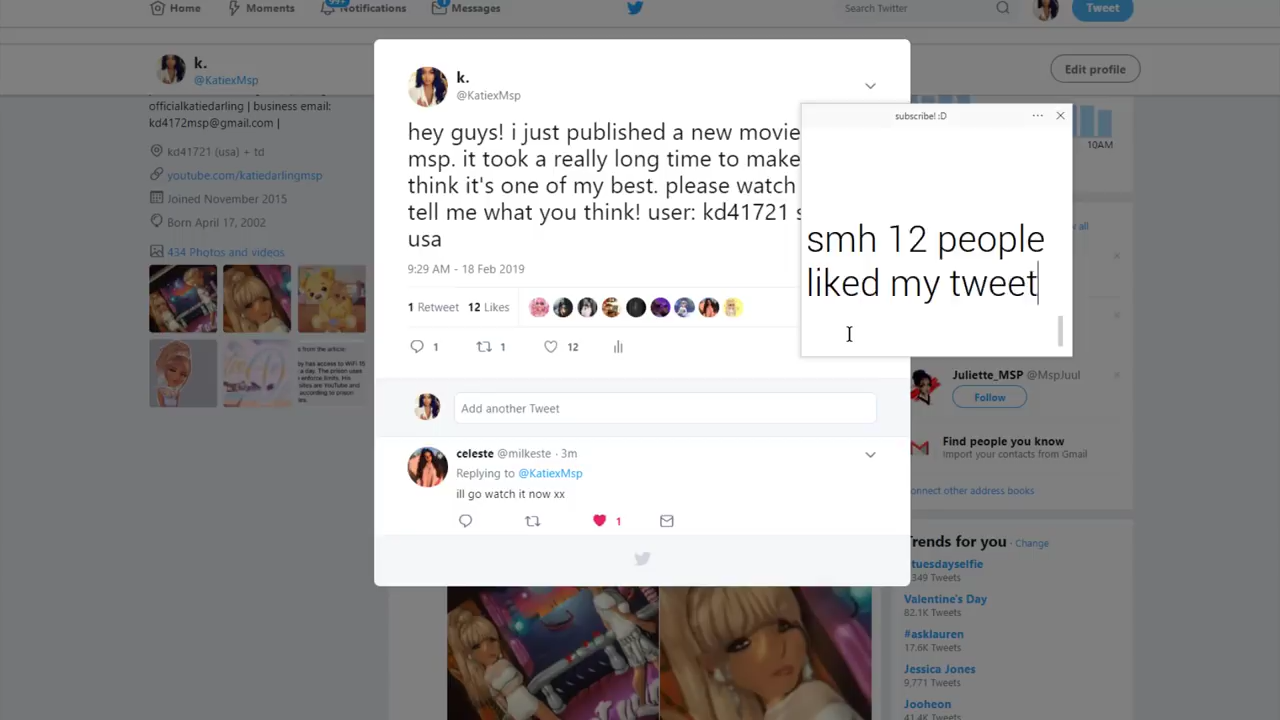 Home
Moments
99+
Notifications
1
Messages
Search Twitter
Tweet
k.
@KatiexMsp
Edit profile
officialkatiedarling | business email:
kd4172msp@gmail.com |
kd41721 (usa) + td
youtube.com/katiedarlingmsp
Joined November 2015
Born April 17, 2002
434 Photos and videos
k.
@KatiexMsp
hey guys! i just published a new movie
msp. it took a really long time to make
think it's one of my best. please watch
tell me what you think! user: kd41721 s
usa
9:29 AM - 18 Feb 2019
1 Retweet 12 Likes
1
1
12
Add another Tweet
celeste @milkeste · 3m
Replying to @KatiexMsp
ill go watch it now xx
1
subscribe! :D
smh 12 people
liked my tweet
10AM
all
Juliette_MSP @MspJuul
Follow
Find people you know
Import your contacts from Gmail
onnect other address books
Trends for you · Change
tuesdayselfie
349 Tweets
Valentine's Day
82.1K Tweets
#asklauren
17.6K Tweets
Jessica Jones
9,771 Tweets
Jooheon
41.4K Tweets